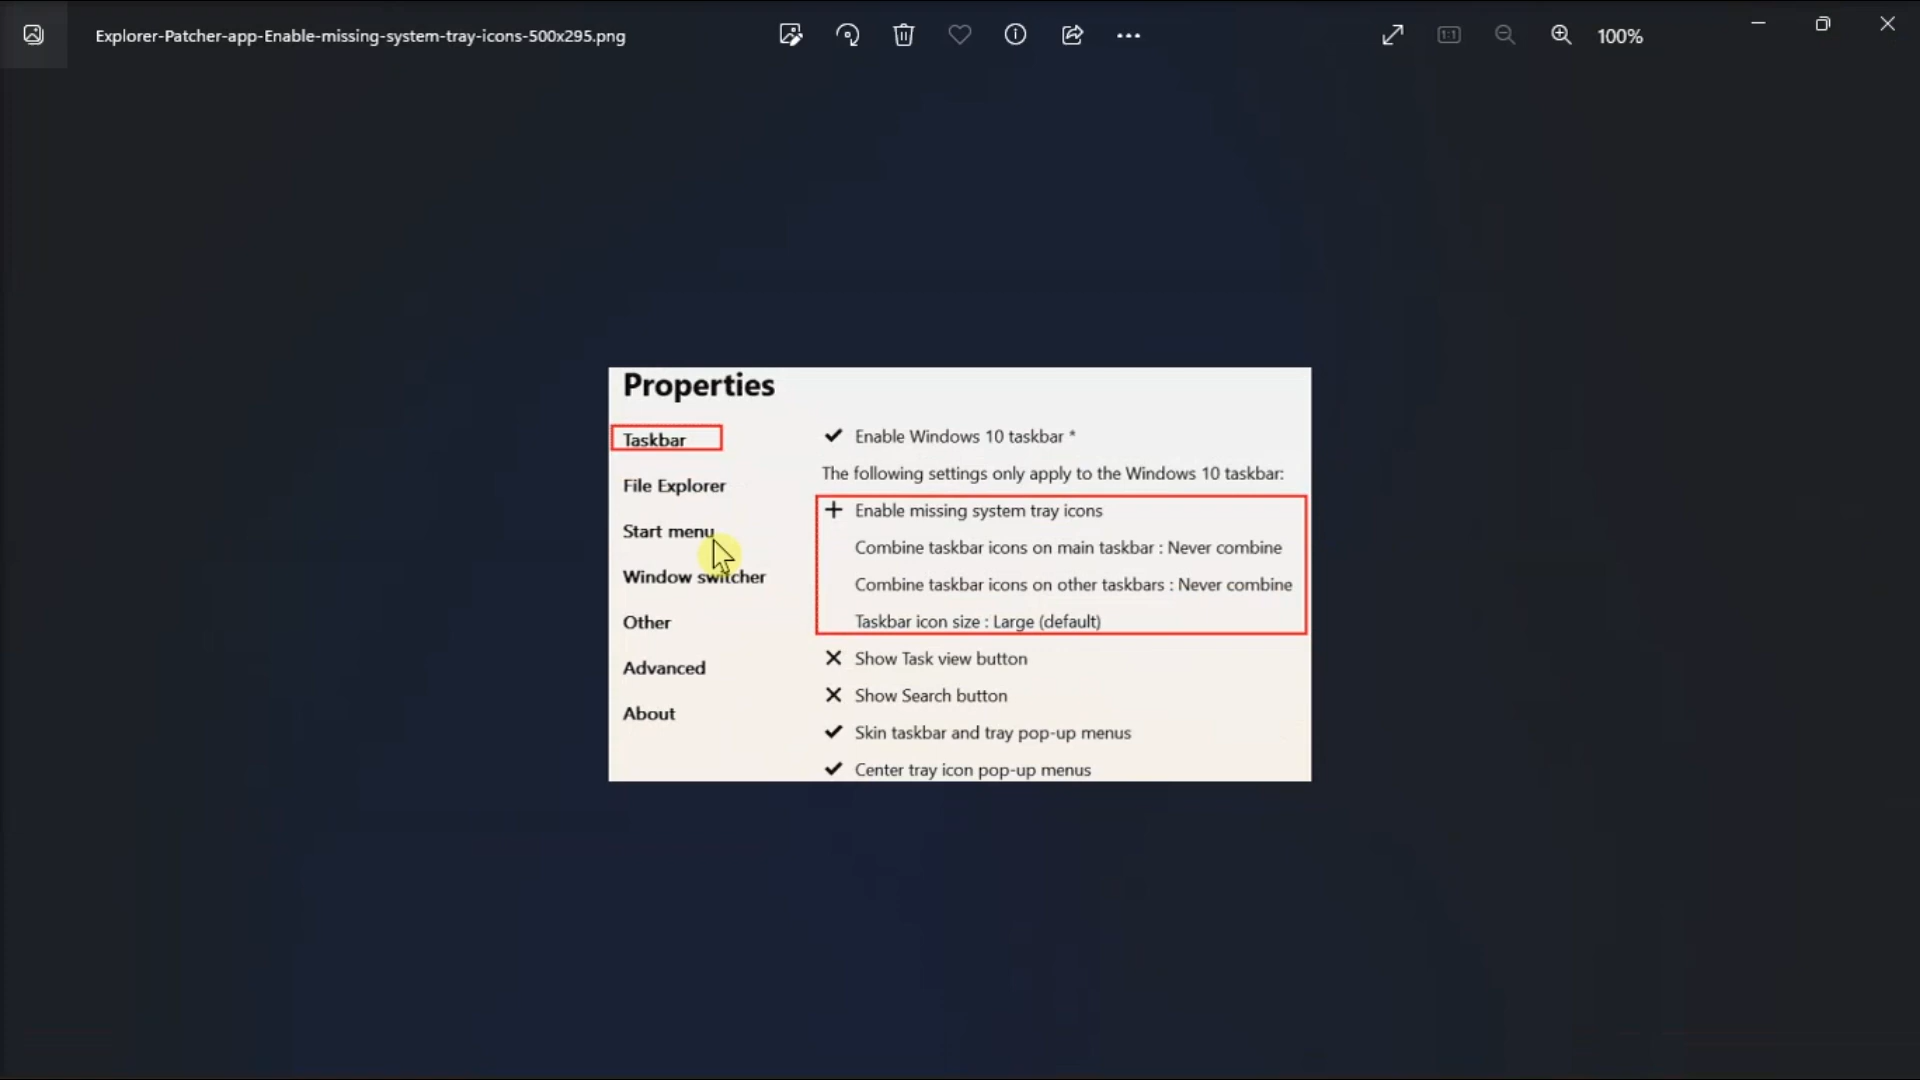 Explorer-Patcher-app-Enable-missing-system-tray-icons-500x295.png
1:1
100%
Properties
Taskbar
File Explorer
Start menu
Window switcher
Other
Advanced
About
Enable Windows 10 taskbar *
The following settings only apply to the Windows 10 taskbar:
Enable missing system tray icons
Combine taskbar icons on main taskbar : Never combine
Combine taskbar icons on other taskbars : Never combine
Taskbar icon size : Large (default)
Show Task view button
Show Search button
Skin taskbar and tray pop-up menus
Center tray icon pop-up menus